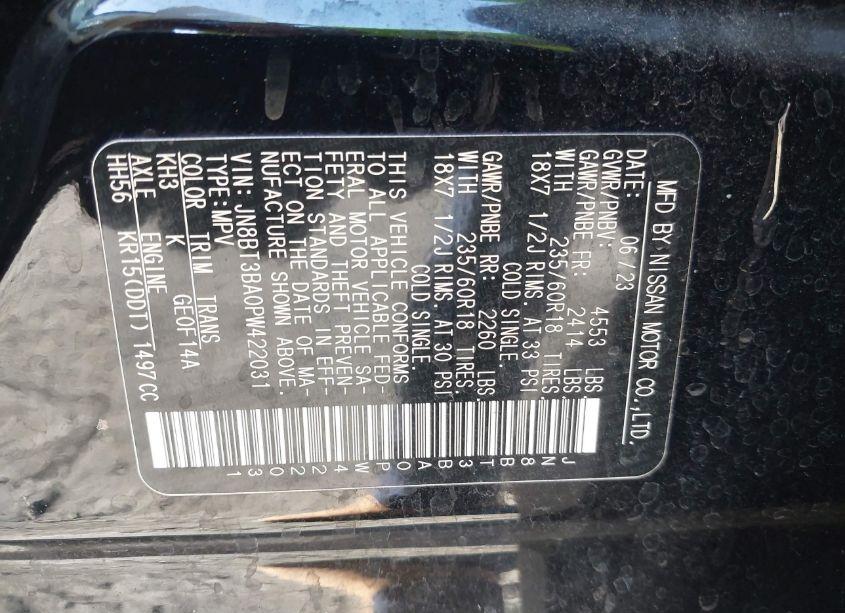 MFD BY NISSAN MOTOR CO.,LTD.
DATE: 06/23
GVWR/PNBV: 4553 LBS.
GAWR/PNBE FR: 2414 LBS.
WITH 235/60R18 TIRES.
18X7 1/2J RIMS. AT 33 PSI
COLD SINGLE.
GAWR/PNBE RR: 2260 LBS.
WITH 235/60R18 TIRES.
18X7 1/2J RIMS. AT 30 PSI
COLD SINGLE.
THIS VEHICLE CONFORMS
TO ALL APPLICABLE FED-
ERAL MOTOR VEHICLE SA-
FETY AND THEFT PREVEN-
TION STANDARDS IN EFF-
ECT ON THE DATE OF MA-
NUFACTURE SHOWN ABOVE.
VIN: JN8BT3BA0PW422031
TYPE:MPV
COLOR TRIM TRANS
KH3 K GE0F14A
AXLE ENGINE
HH56 KR15(DDT) 1497CC
JN8BT3BA0PW422031